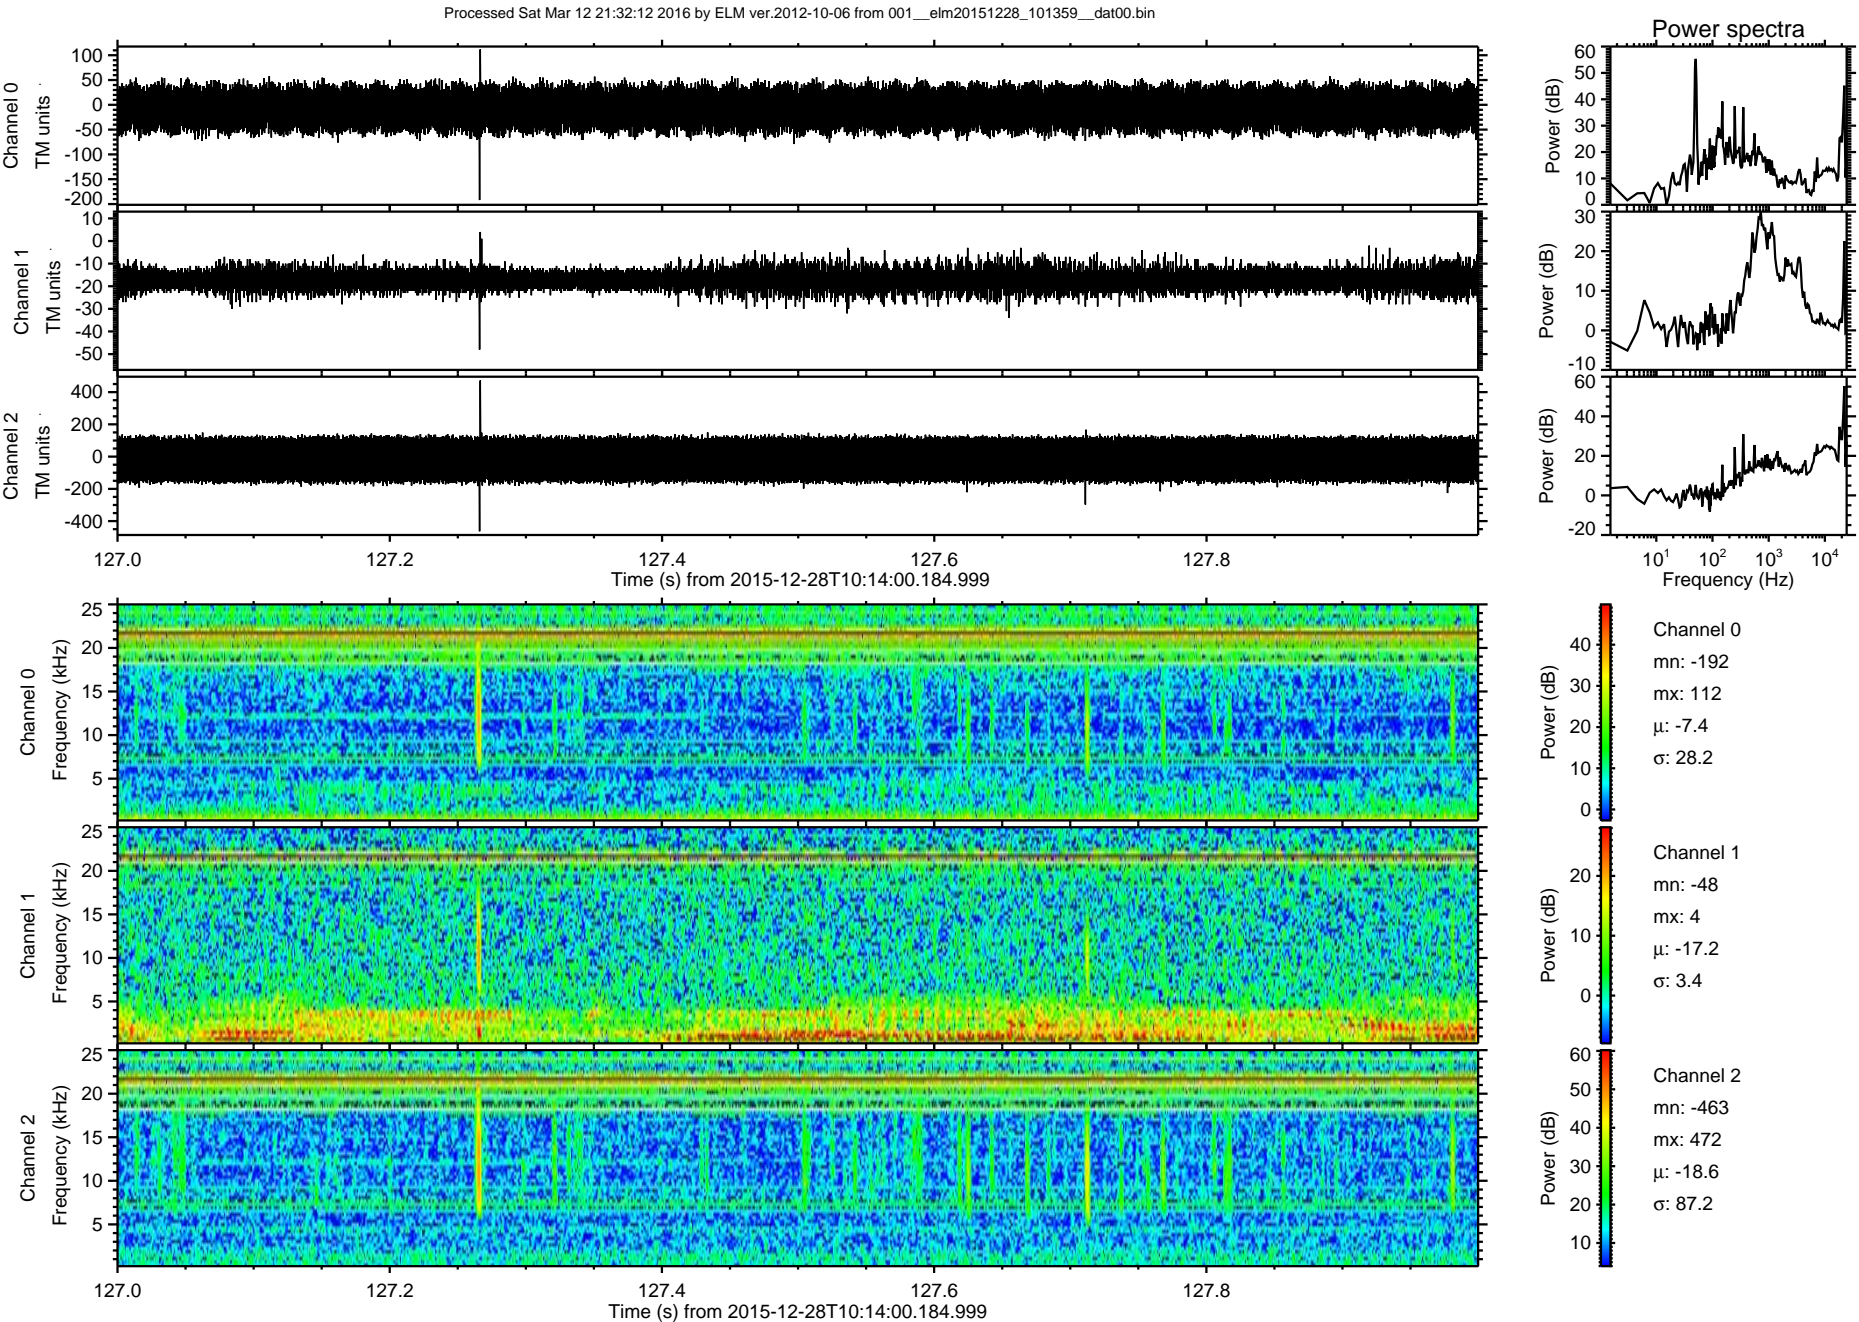 Processed Sat Mar 12 21:32:12 2016 by ELM ver.2012-10-06 from 001__elm20151228_101359__dat00.bin
Power spectra
Channel 0
TM units
100
50
0
-50
-100
-150
-200
Power (dB)
60
50
40
30
20
10
0
Channel 1
TM units
10
0
-10
-20
-30
-40
-50
Power (dB)
30
20
10
0
-10
Channel 2
TM units
400
200
0
-200
-400
Power (dB)
60
40
20
0
-20
127.0 127.2 127.4 127.6 127.8
Time (s) from 2015-12-28T10:14:00.184.999
10¹ 10² 10³ 10⁴
Frequency (Hz)
Channel 0
Frequency (kHz)
25
20
15
10
5
Power (dB)
40
30
20
10
0
Channel 0
mn: -192
mx: 112
μ: -7.4
σ: 28.2
Channel 1
Frequency (kHz)
25
20
15
10
5
Power (dB)
20
10
0
Channel 1
mn: -48
mx: 4
μ: -17.2
σ: 3.4
Channel 2
Frequency (kHz)
25
20
15
10
5
Power (dB)
60
50
40
30
20
10
Channel 2
mn: -463
mx: 472
μ: -18.6
σ: 87.2
127.0 127.2 127.4 127.6 127.8
Time (s) from 2015-12-28T10:14:00.184.999